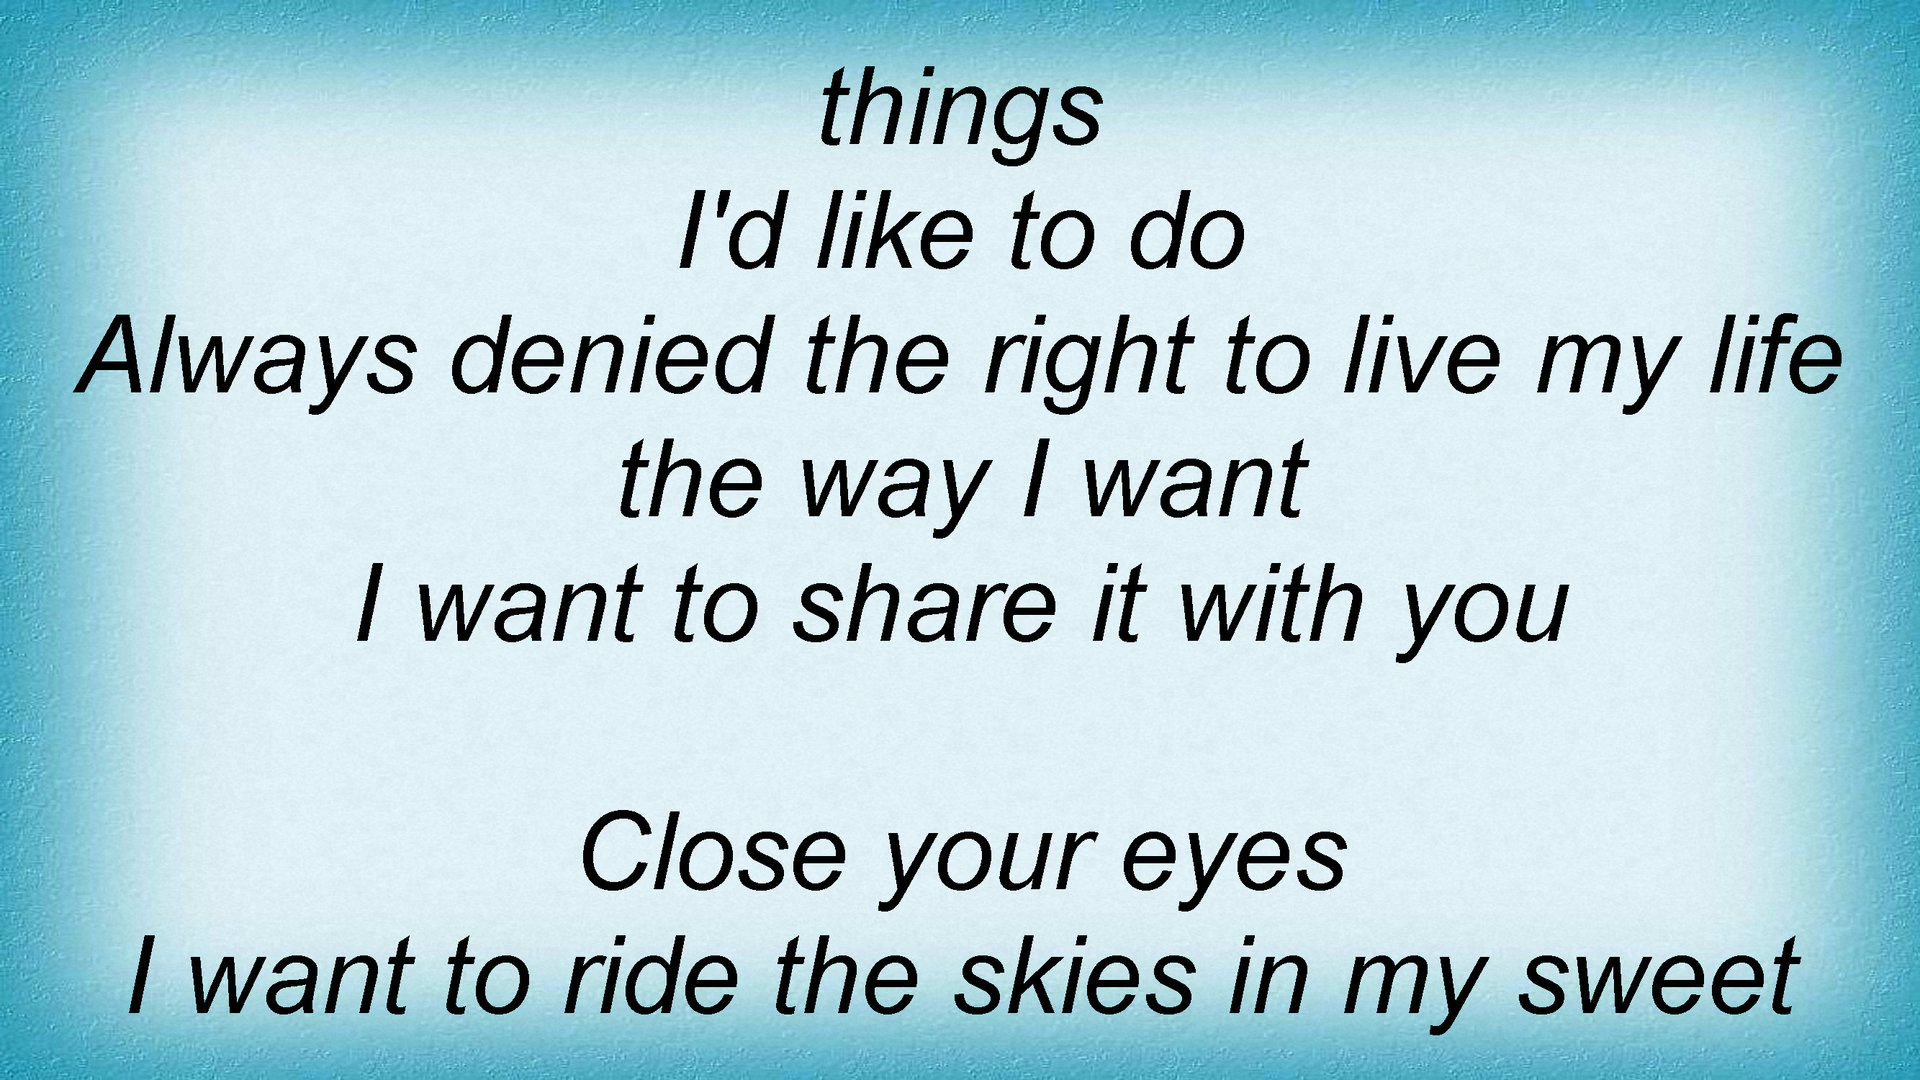 things
I'd like to do
Always denied the right to live my life
the way I want
I want to share it with you
Close your eyes
I want to ride the skies in my sweet